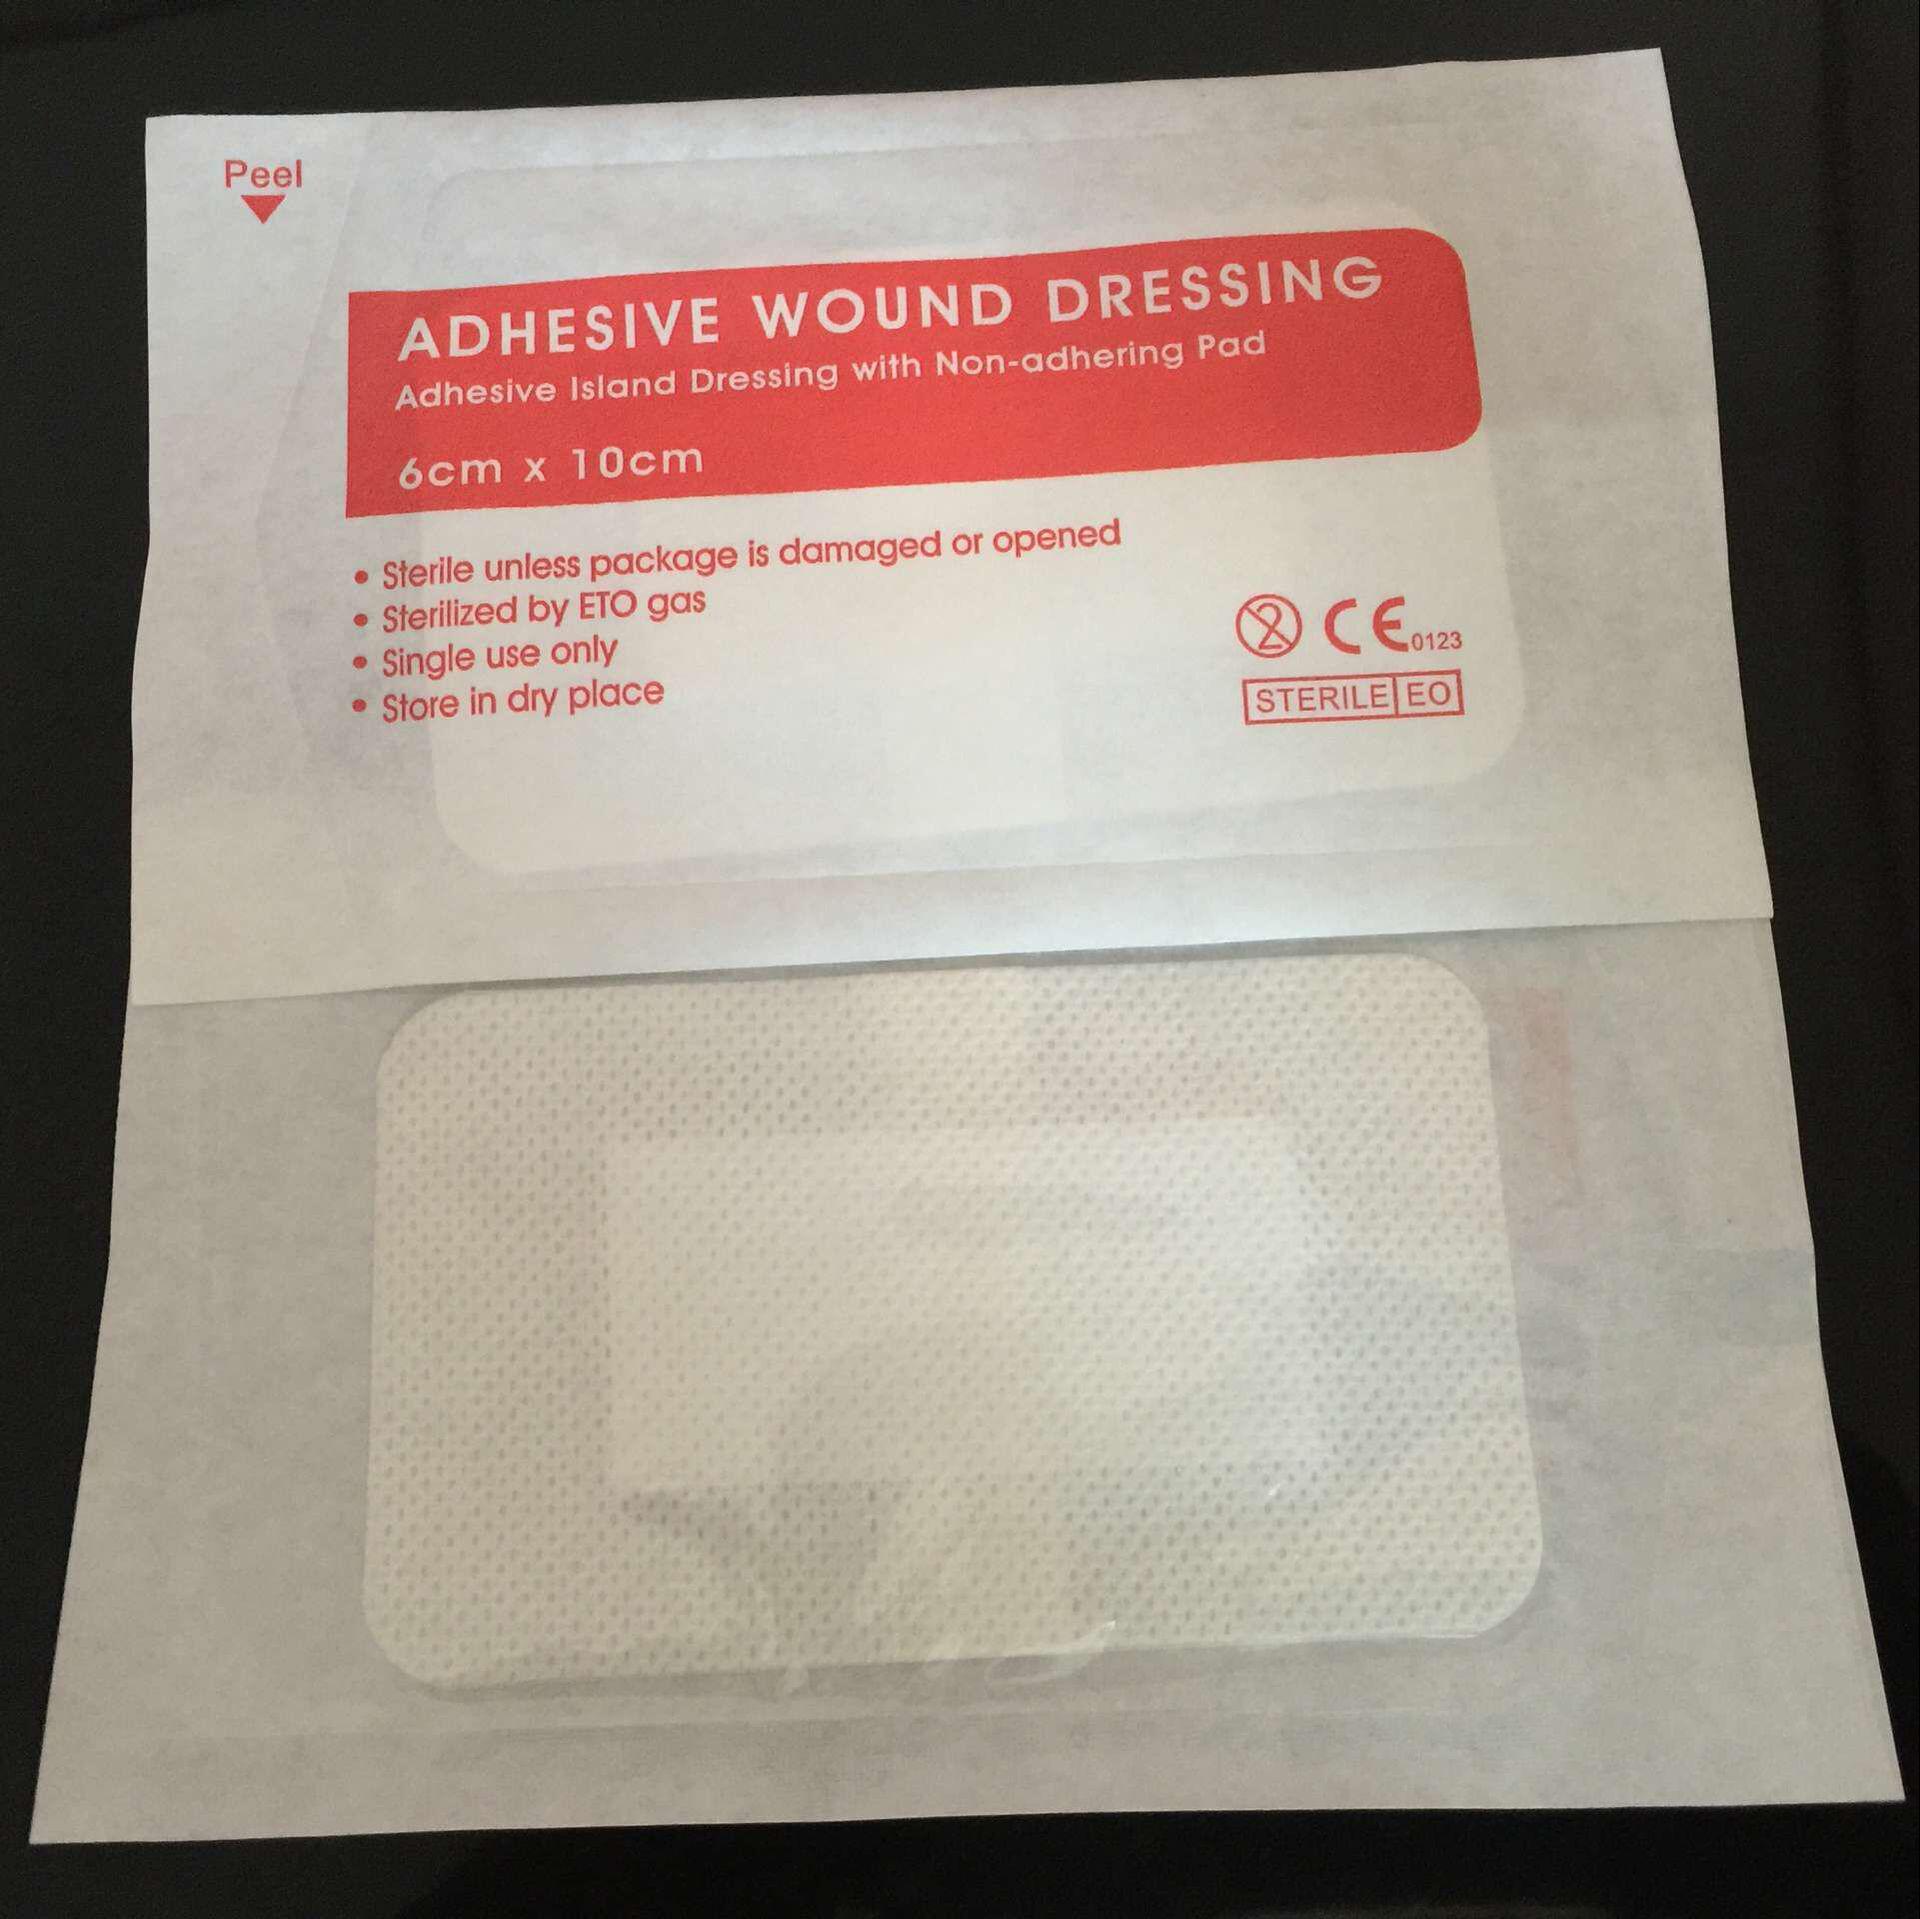 Peel
ADHESIVE WOUND DRESSING
Adhesive Island Dressing with Non-adhering Pad
6cm x 10cm
• Sterile unless package is damaged or opened
• Sterilized by ETO gas
• Single use only
• Store in dry place
2 CE 0123
STERILE EO